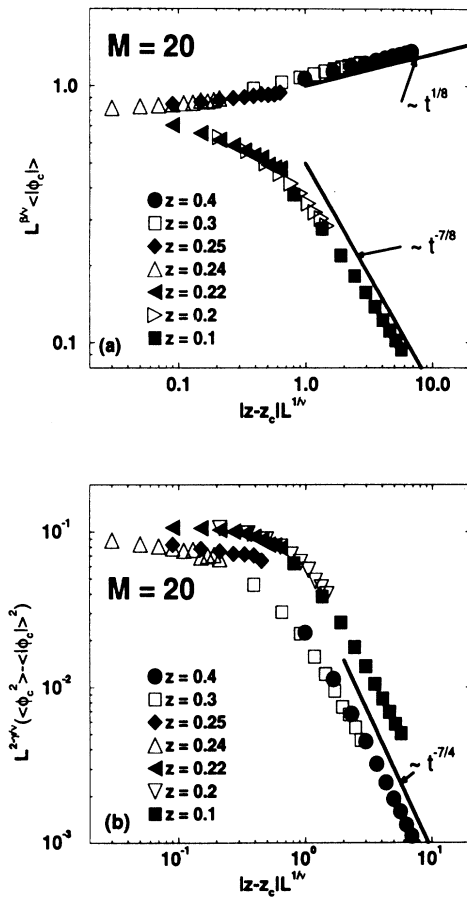 M = 20
1.0
~ t^{1/8}
L^{β/ν}<|ϕ_c|>
z = 0.4
z = 0.3
z = 0.25
z = 0.24
z = 0.22
z = 0.2
z = 0.1
~ t^{-7/8}
0.1
(a)
0.1 1.0 10.0
|z-z_c|L^{1/ν}
10^{-1}
M = 20
L^{2-γ/ν}(<ϕ_c^2>-<|ϕ_c|>^2)
10^{-2}
z = 0.4
z = 0.3
z = 0.25
z = 0.24
z = 0.22
z = 0.2
z = 0.1
~ t^{-7/4}
(b)
10^{-3}
10^{-1} 10^0 10^1
|z-z_c|L^{1/ν}